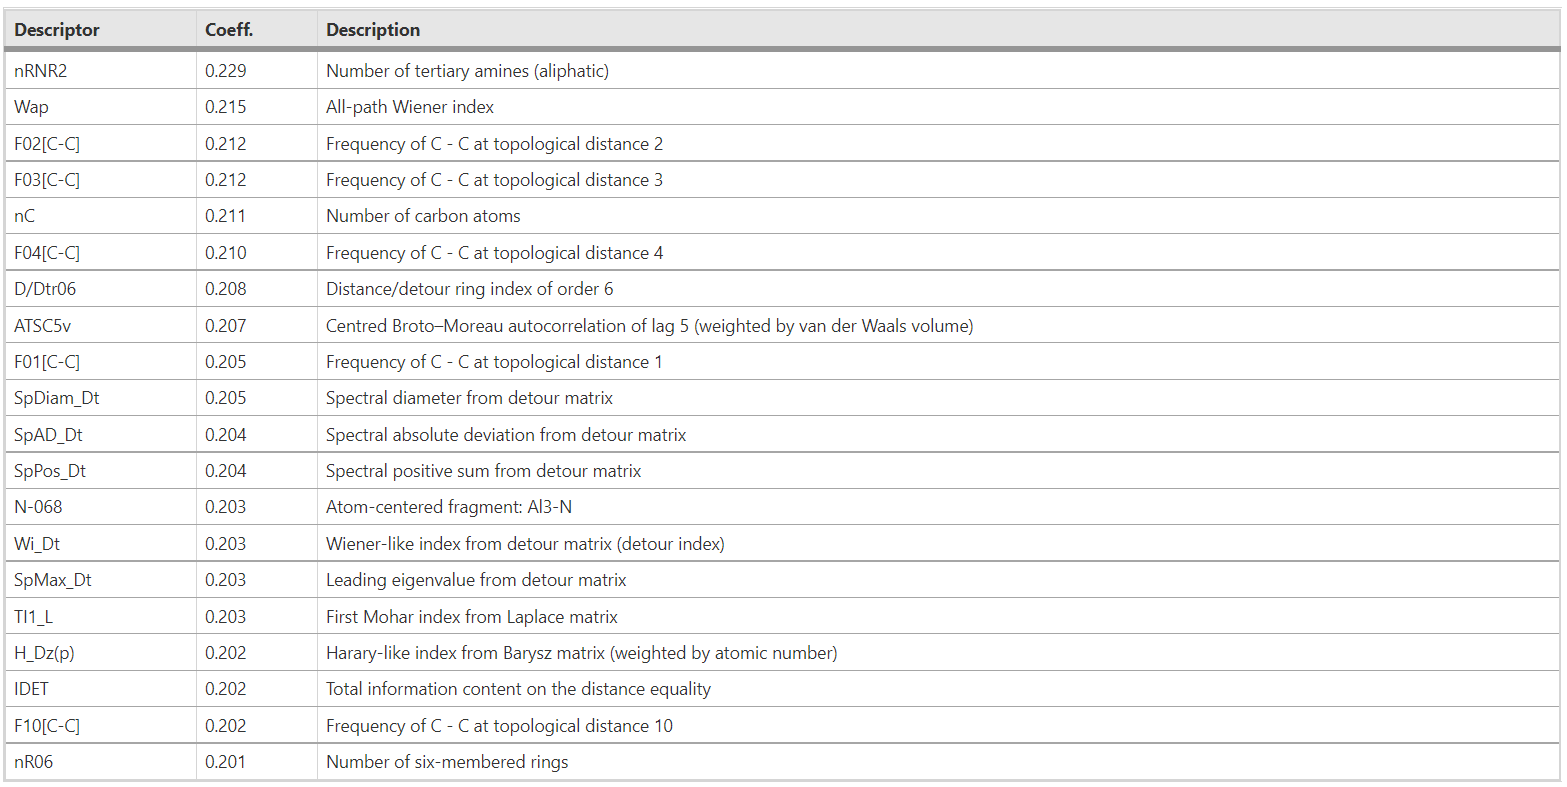 Descriptor Coeff. Description
nRNR2 0.229 Number of tertiary amines (aliphatic)
Wap 0.215 All-path Wiener index
F02[C-C] 0.212 Frequency of C - C at topological distance 2
F03[C-C] 0.212 Frequency of C - C at topological distance 3
nC 0.211 Number of carbon atoms
F04[C-C] 0.210 Frequency of C - C at topological distance 4
D/Dtr06 0.208 Distance/detour ring index of order 6
ATSC5v 0.207 Centred Broto–Moreau autocorrelation of lag 5 (weighted by van der Waals volume)
F01[C-C] 0.205 Frequency of C - C at topological distance 1
SpDiam_Dt 0.205 Spectral diameter from detour matrix
SpAD_Dt 0.204 Spectral absolute deviation from detour matrix
SpPos_Dt 0.204 Spectral positive sum from detour matrix
N-068 0.203 Atom-centered fragment: Al3-N
Wi_Dt 0.203 Wiener-like index from detour matrix (detour index)
SpMax_Dt 0.203 Leading eigenvalue from detour matrix
TI1_L 0.203 First Mohar index from Laplace matrix
H_Dz(p) 0.202 Harary-like index from Barysz matrix (weighted by atomic number)
IDET 0.202 Total information content on the distance equality
F10[C-C] 0.202 Frequency of C - C at topological distance 10
nR06 0.201 Number of six-membered rings